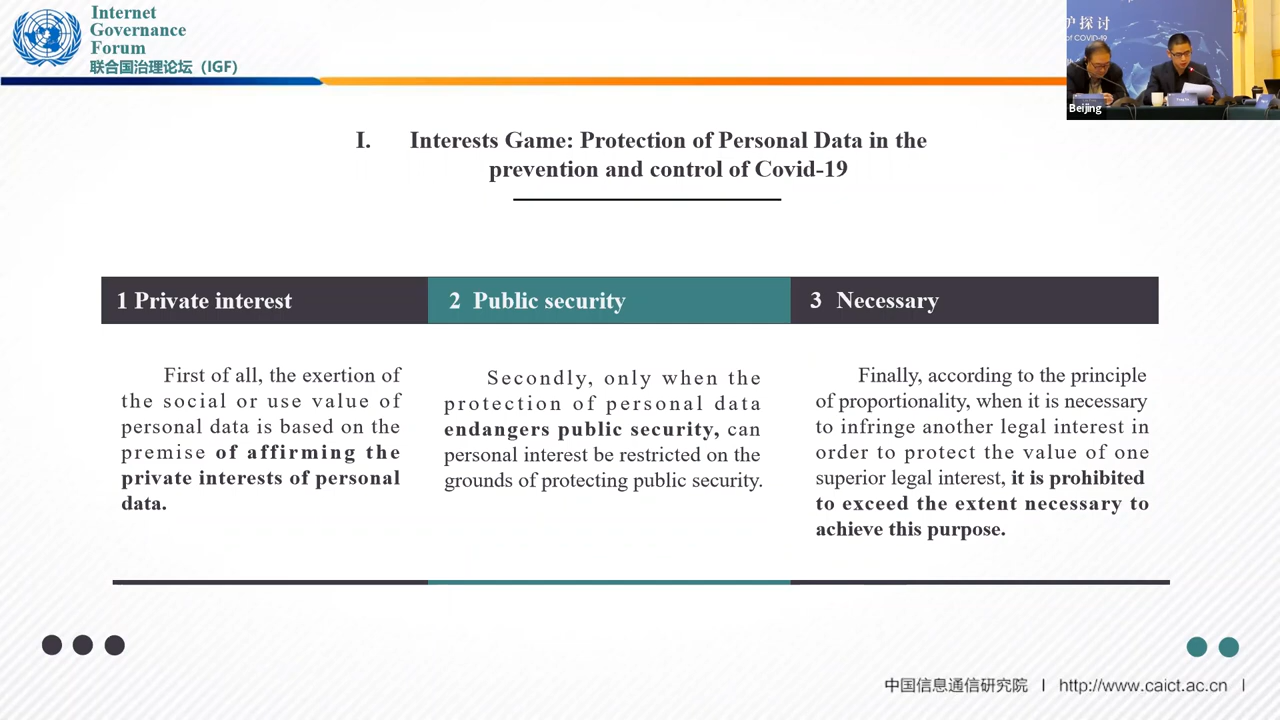 Internet
Governance
Forum
联合国治理论坛（IGF）
护探讨
of COVID-19
Beijing
I. Interests Game: Protection of Personal Data in the
prevention and control of Covid-19
1 Private interest
2 Public security
3 Necessary
First of all, the exertion of
the social or use value of
personal data is based on the
premise of affirming the
private interests of personal
data.
Secondly, only when the
protection of personal data
endangers public security, can
personal interest be restricted on the
grounds of protecting public security.
Finally, according to the principle
of proportionality, when it is necessary
to infringe another legal interest in
order to protect the value of one
superior legal interest, it is prohibited
to exceed the extent necessary to
achieve this purpose.
中国信息通信研究院 I http://www.caict.ac.cn I